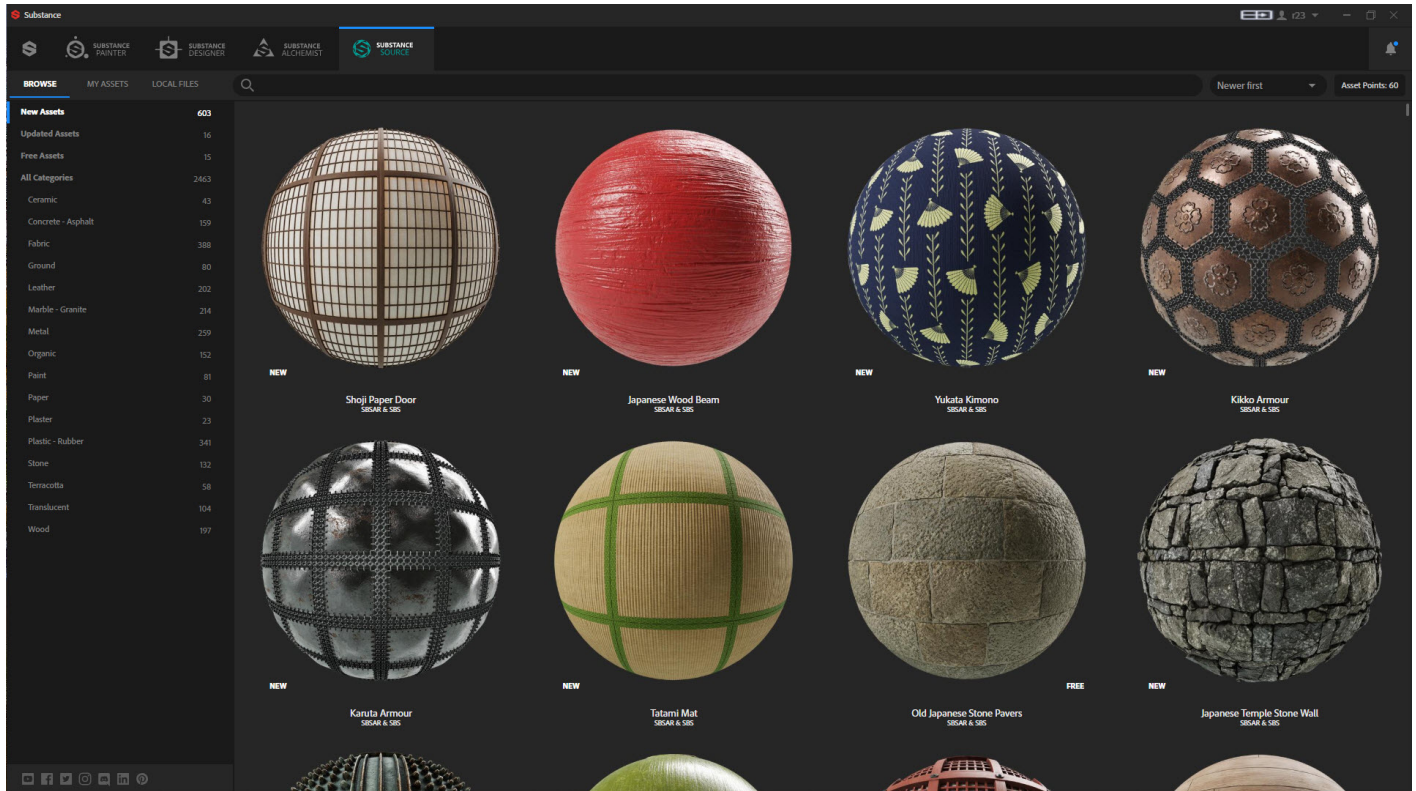 Substance
r23
SUBSTANCE
PAINTER
SUBSTANCE
DESIGNER
SUBSTANCE
ALCHEMIST
SUBSTANCE
SOURCE
BROWSE
MY ASSETS
LOCAL FILES
Newer first
Asset Points: 60
New Assets 603
Updated Assets 16
Free Assets 15
All Categories 2463
Ceramic 43
Concrete - Asphalt 159
Fabric 388
Ground 80
Leather 202
Marble - Granite 214
Metal 259
Organic 152
Paint 81
Paper 30
Plaster 23
Plastic - Rubber 341
Stone 132
Terracotta 58
Translucent 104
Wood 197
NEW
Shoji Paper Door
SBSAR & SBS
NEW
Japanese Wood Beam
SBSAR & SBS
NEW
Yukata Kimono
SBSAR & SBS
NEW
Kikko Armour
SBSAR & SBS
NEW
Karuta Armour
SBSAR & SBS
NEW
Tatami Mat
SBSAR & SBS
FREE
Old Japanese Stone Pavers
SBSAR & SBS
NEW
Japanese Temple Stone Wall
SBSAR & SBS